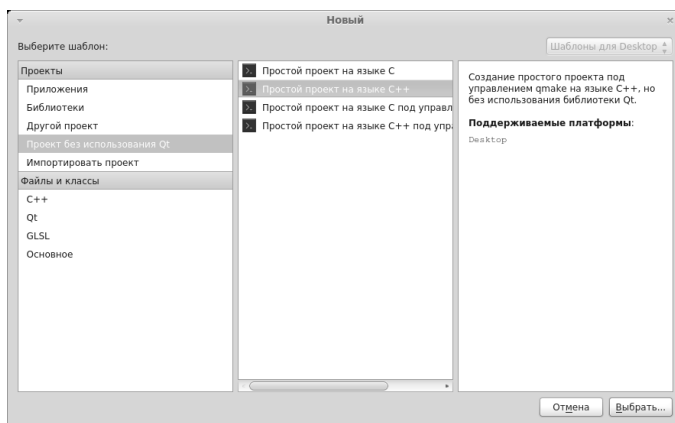 Новый
Выберите шаблон:
Шаблоны для Desktop
Проекты
Приложения
Библиотеки
Другой проект
Проект без использования Qt
Импортировать проект
Файлы и классы
C++
Qt
GLSL
Основное
Простой проект на языке C
Простой проект на языке C++
Простой проект на языке C под управл
Простой проект на языке C++ под упра
Создание простого проекта под
управлением qmake на языке C++, но
без использования библиотеки Qt.
Поддерживаемые платформы:
Desktop
Отмена
Выбрать...